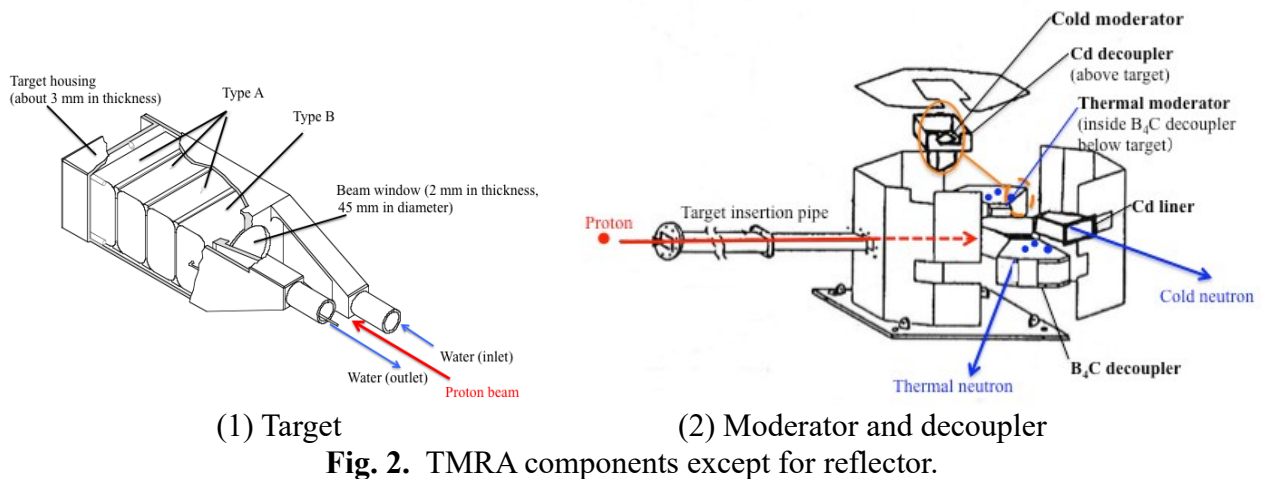 Target housing
(about 3 mm in thickness)
Type A
Type B
Beam window (2 mm in thickness,
45 mm in diameter)
Water (inlet)
Water (outlet)
Proton beam
(1) Target
Cold moderator
Cd decoupler
(above target)
Thermal moderator
(inside B₄C decoupler
below target)
Proton
Target insertion pipe
Cd liner
Cold neutron
Thermal neutron
B₄C decoupler
(2) Moderator and decoupler
Fig. 2. TMRA components except for reflector.